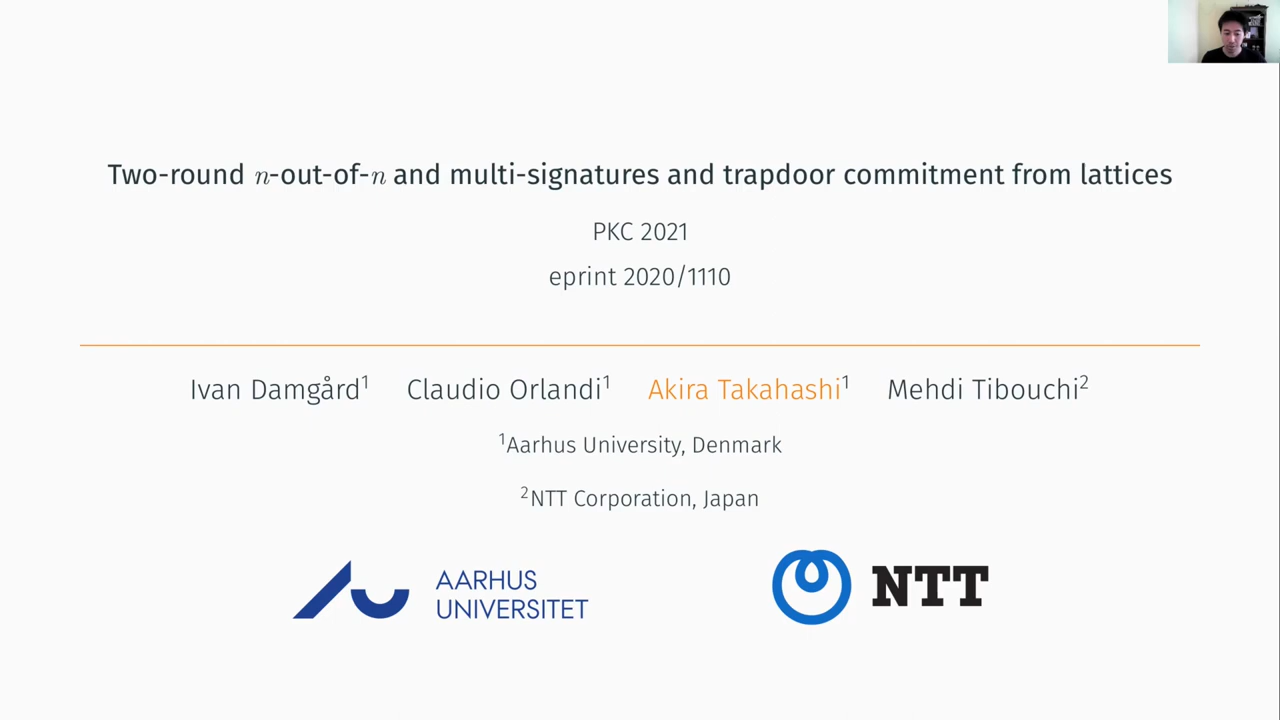 Two-round n-out-of-n and multi-signatures and trapdoor commitment from lattices
PKC 2021
eprint 2020/1110
Ivan Damgård¹ Claudio Orlandi¹ Akira Takahashi¹ Mehdi Tibouchi²
¹Aarhus University, Denmark
²NTT Corporation, Japan
AARHUS
UNIVERSITET
NTT